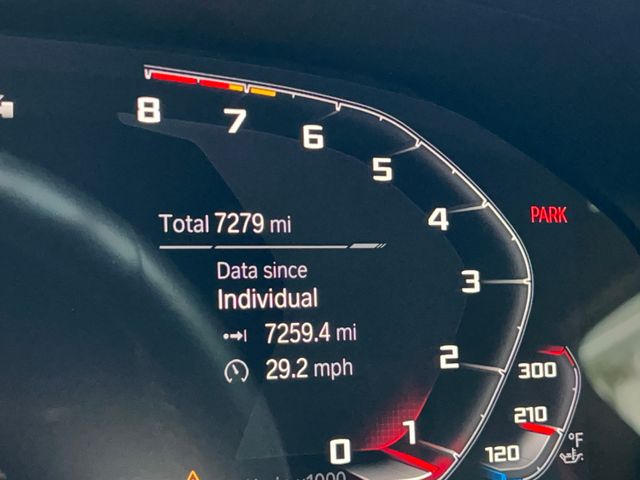 8
7
6
5
4
PARK
Total 7279 mi
Data since
Individual
3
7259.4 mi
29.2 mph
2
300
210
1
0
120
°F
x1000